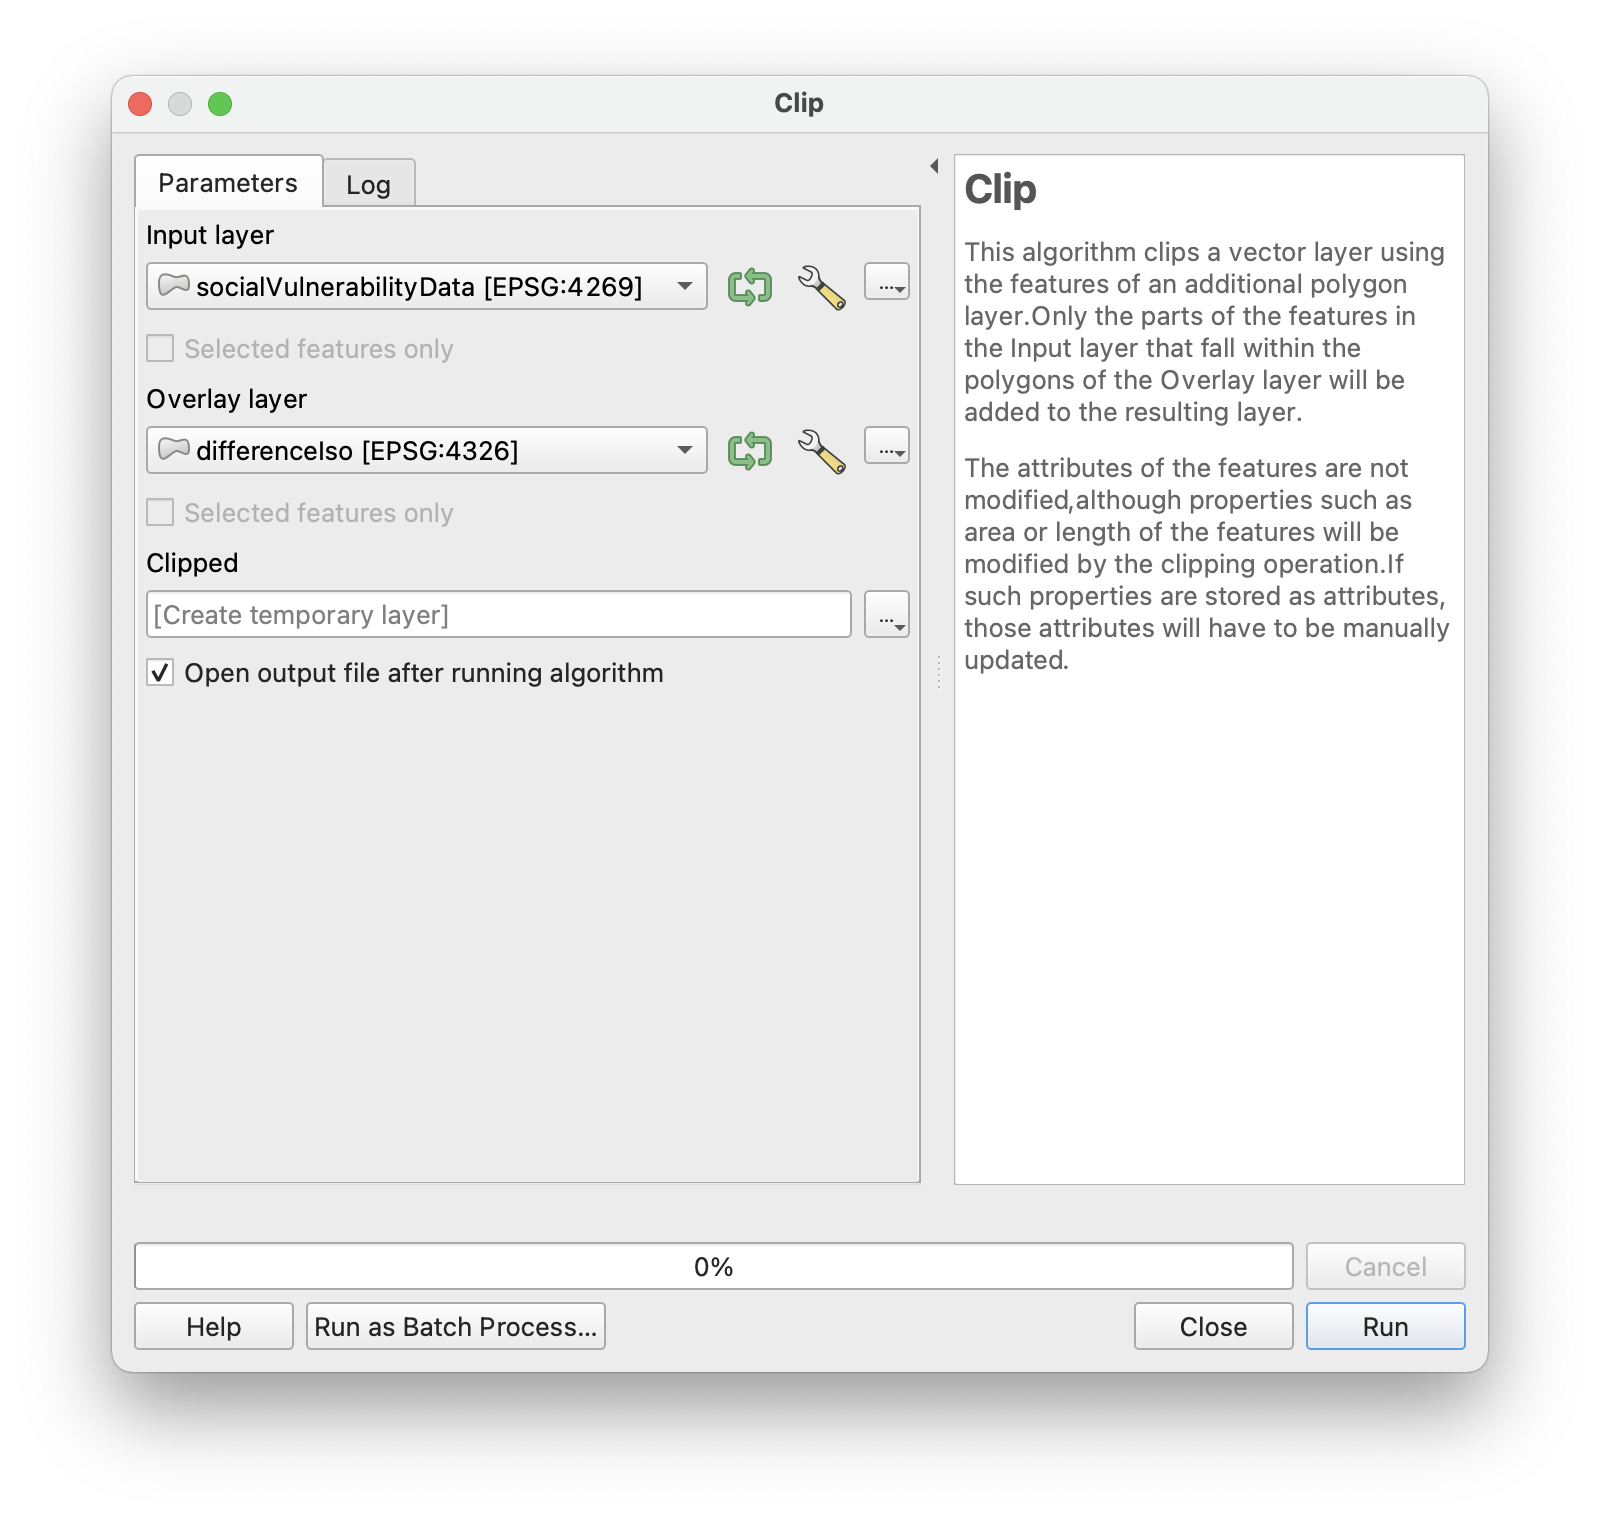 Clip
Parameters
Log
Input layer
socialVulnerabilityData [EPSG:4269]
...
Selected features only
Overlay layer
differenceIso [EPSG:4326]
...
Selected features only
Clipped
[Create temporary layer]
...
Open output file after running algorithm
Clip
This algorithm clips a vector layer using
the features of an additional polygon
layer.Only the parts of the features in
the Input layer that fall within the
polygons of the Overlay layer will be
added to the resulting layer.
The attributes of the features are not
modified,although properties such as
area or length of the features will be
modified by the clipping operation.If
such properties are stored as attributes,
those attributes will have to be manually
updated.
0%
Cancel
Help
Run as Batch Process...
Close
Run